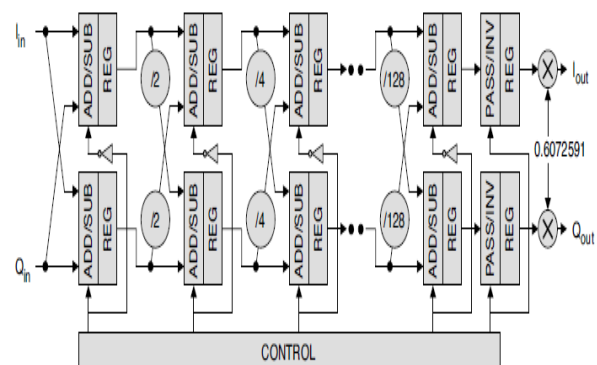 I_in
ADD/SUB
REG
/2
ADD/SUB
REG
/4
ADD/SUB
REG
/128
ADD/SUB
REG
PASS/INV
REG
I_out
0.6072591
Q_in
ADD/SUB
REG
/2
ADD/SUB
REG
/4
ADD/SUB
REG
/128
ADD/SUB
REG
PASS/INV
REG
Q_out
CONTROL